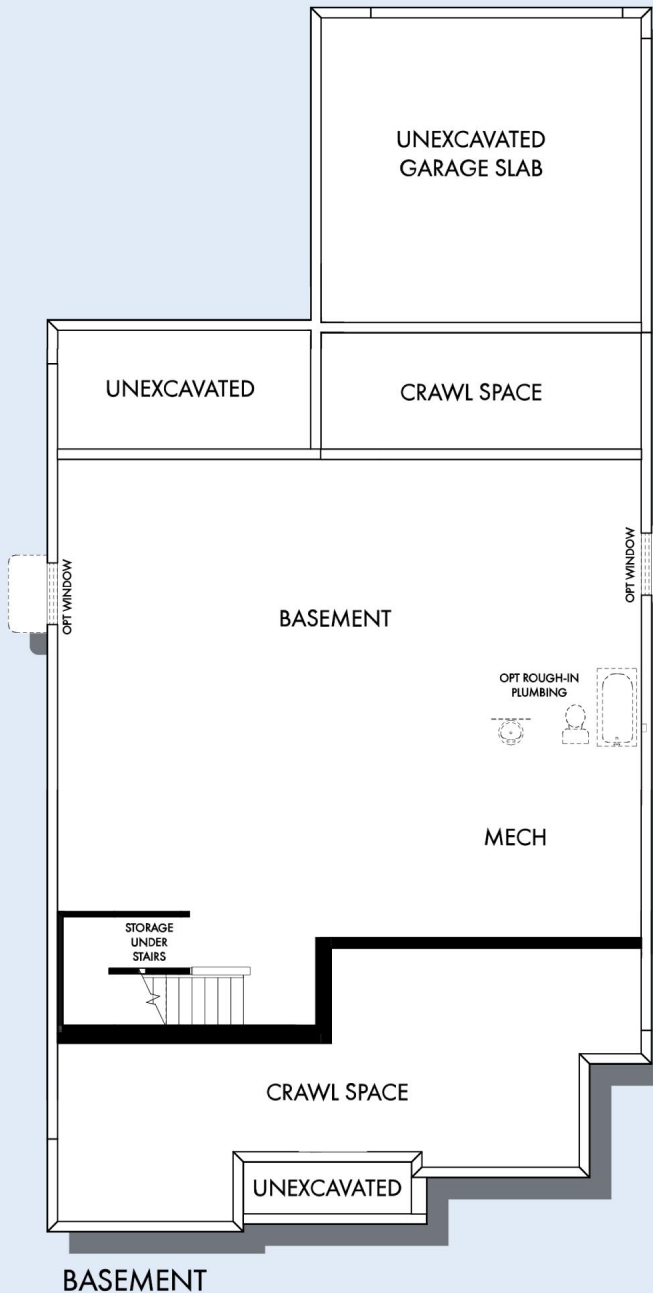 UNEXCAVATED
GARAGE SLAB
UNEXCAVATED
CRAWL SPACE
OPT WINDOW
OPT WINDOW
BASEMENT
OPT ROUGH-IN
PLUMBING
MECH
STORAGE
UNDER
STAIRS
CRAWL SPACE
UNEXCAVATED
BASEMENT